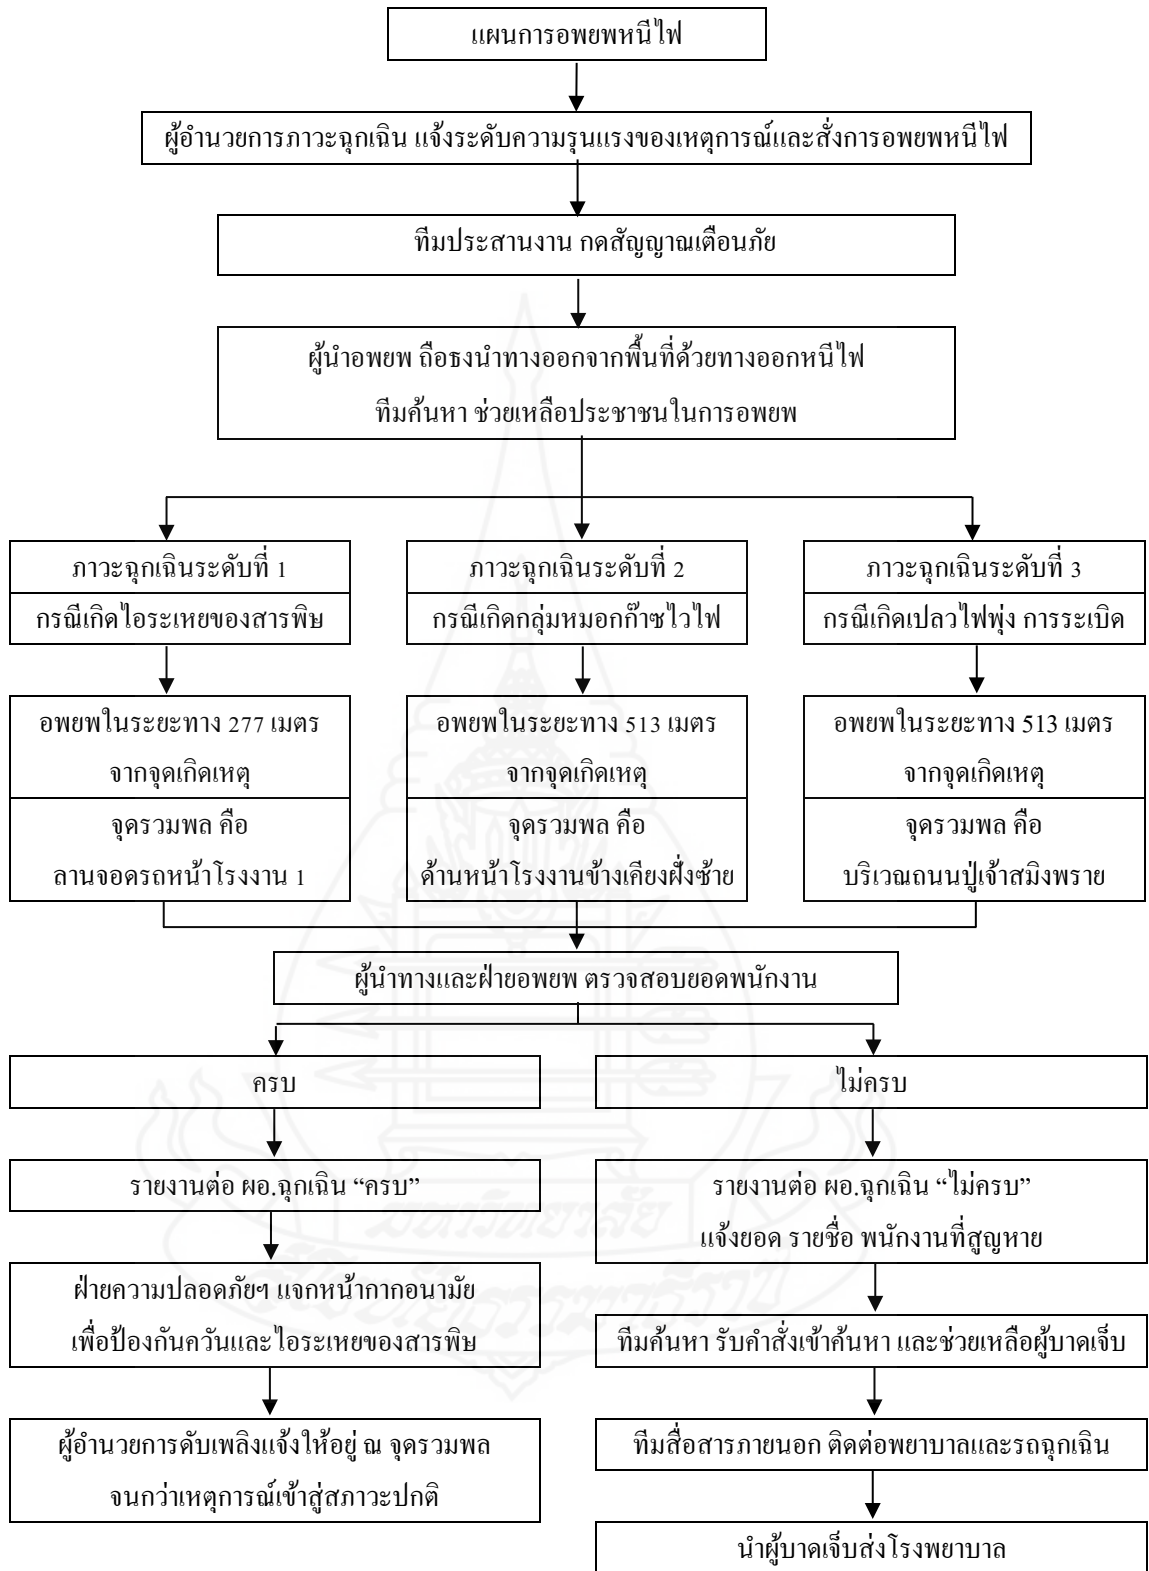 แผนการอพยพหนีไฟ
ผู้อำนวยการภาวะฉุกเฉิน แจ้งระดับความรุนแรงของเหตุการณ์และสั่งการอพยพหนีไฟ
ทีมประสานงาน กดสัญญาณเตือนภัย
ผู้นำอพยพ ถือธงนำทางออกจากพื้นที่ด้วยทางออกหนีไฟ
ทีมค้นหา ช่วยเหลือประชาชนในการอพยพ
ภาวะฉุกเฉินระดับที่ 1
กรณีเกิดไอระเหยของสารพิษ
อพยพในระยะทาง 277 เมตร
จากจุดเกิดเหตุ
จุดรวมพล คือ
ลานจอดรถหน้าโรงงาน 1
ภาวะฉุกเฉินระดับที่ 2
กรณีเกิดกลุ่มหมอกก๊าซไวไฟ
อพยพในระยะทาง 513 เมตร
จากจุดเกิดเหตุ
จุดรวมพล คือ
ด้านหน้าโรงงานข้างเคียงฝั่งซ้าย
ภาวะฉุกเฉินระดับที่ 3
กรณีเกิดเปลวไฟพุ่ง การระเบิด
อพยพในระยะทาง 513 เมตร
จากจุดเกิดเหตุ
จุดรวมพล คือ
บริเวณถนนปู่เจ้าสมิงพราย
ผู้นำทางและฝ่ายอพยพ ตรวจสอบยอดพนักงาน
ครบ
รายงานต่อ ผอ.ฉุกเฉิน “ครบ”
ฝ่ายความปลอดภัยฯ แจกหน้ากากอนามัย
เพื่อป้องกันควันและไอระเหยของสารพิษ
ผู้อำนวยการดับเพลิงแจ้งให้อยู่ ณ จุดรวมพล
จนกว่าเหตุการณ์เข้าสู่สภาวะปกติ
ไม่ครบ
รายงานต่อ ผอ.ฉุกเฉิน “ไม่ครบ”
แจ้งยอด รายชื่อ พนักงานที่สูญหาย
ทีมค้นหา รับคำสั่งเข้าค้นหา และช่วยเหลือผู้บาดเจ็บ
ทีมสื่อสารภายนอก ติดต่อพยาบาลและรถฉุกเฉิน
นำผู้บาดเจ็บส่งโรงพยาบาล
มหาวิทยาลัย
สุโขทัยธรรมาธิราช